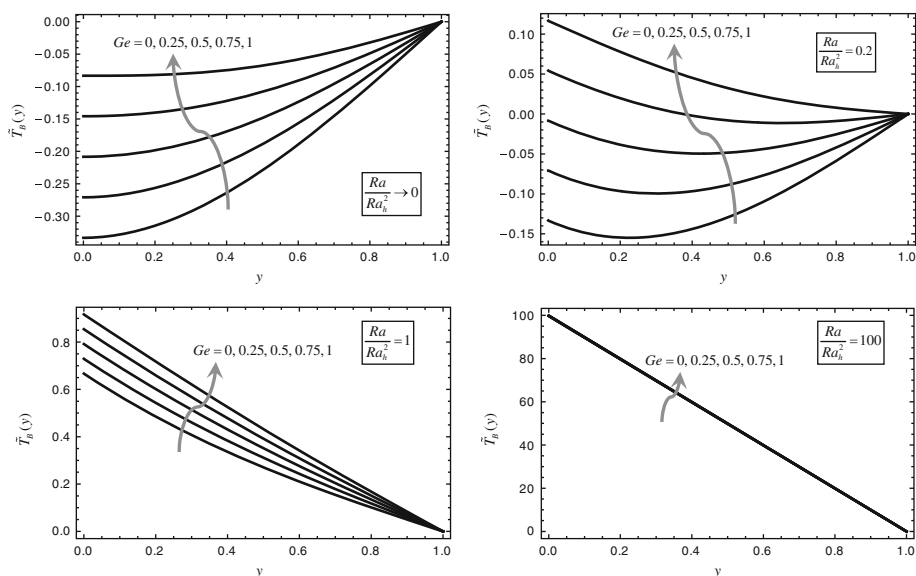 0.00
-0.05
-0.10
-0.15
-0.20
-0.25
-0.30
T̃_B(y)
Ge = 0, 0.25, 0.5, 0.75, 1
Ra/Ra_h^2 → 0
0.0 0.2 0.4 0.6 0.8 1.0
y
0.10
0.05
0.00
-0.05
-0.10
-0.15
T̃_B(y)
Ge = 0, 0.25, 0.5, 0.75, 1
Ra/Ra_h^2 = 0.2
0.0 0.2 0.4 0.6 0.8 1.0
y
0.8
0.6
0.4
0.2
0.0
T̃_B(y)
Ge = 0, 0.25, 0.5, 0.75, 1
Ra/Ra_h^2 = 1
0.0 0.2 0.4 0.6 0.8 1.0
y
100
80
60
40
20
0
T̃_B(y)
Ge = 0, 0.25, 0.5, 0.75, 1
Ra/Ra_h^2 = 100
0.0 0.2 0.4 0.6 0.8 1.0
y